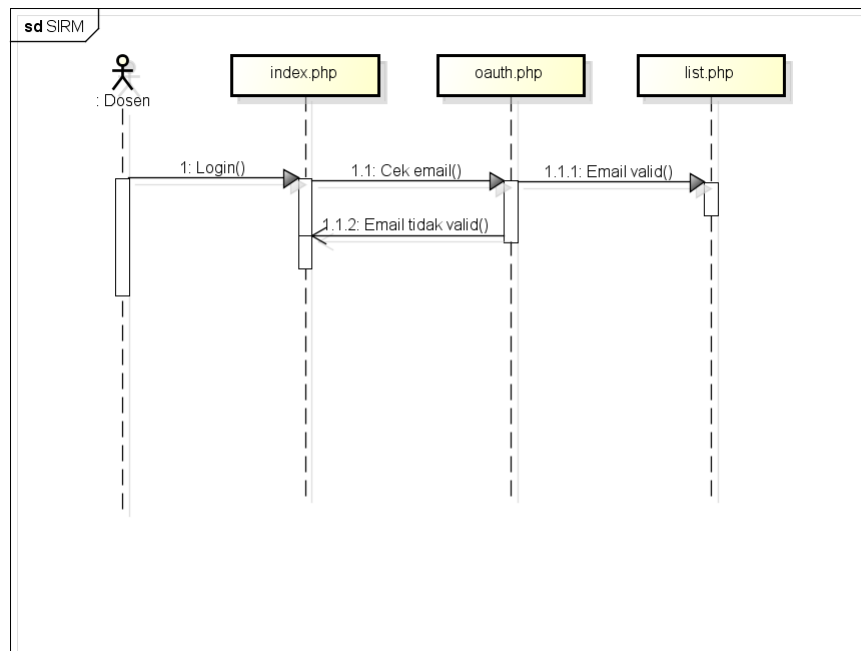 sd SIRM
index.php
oauth.php
list.php
: Dosen
1: Login()
1.1: Cek email()
1.1.1: Email valid()
1.1.2: Email tidak valid()